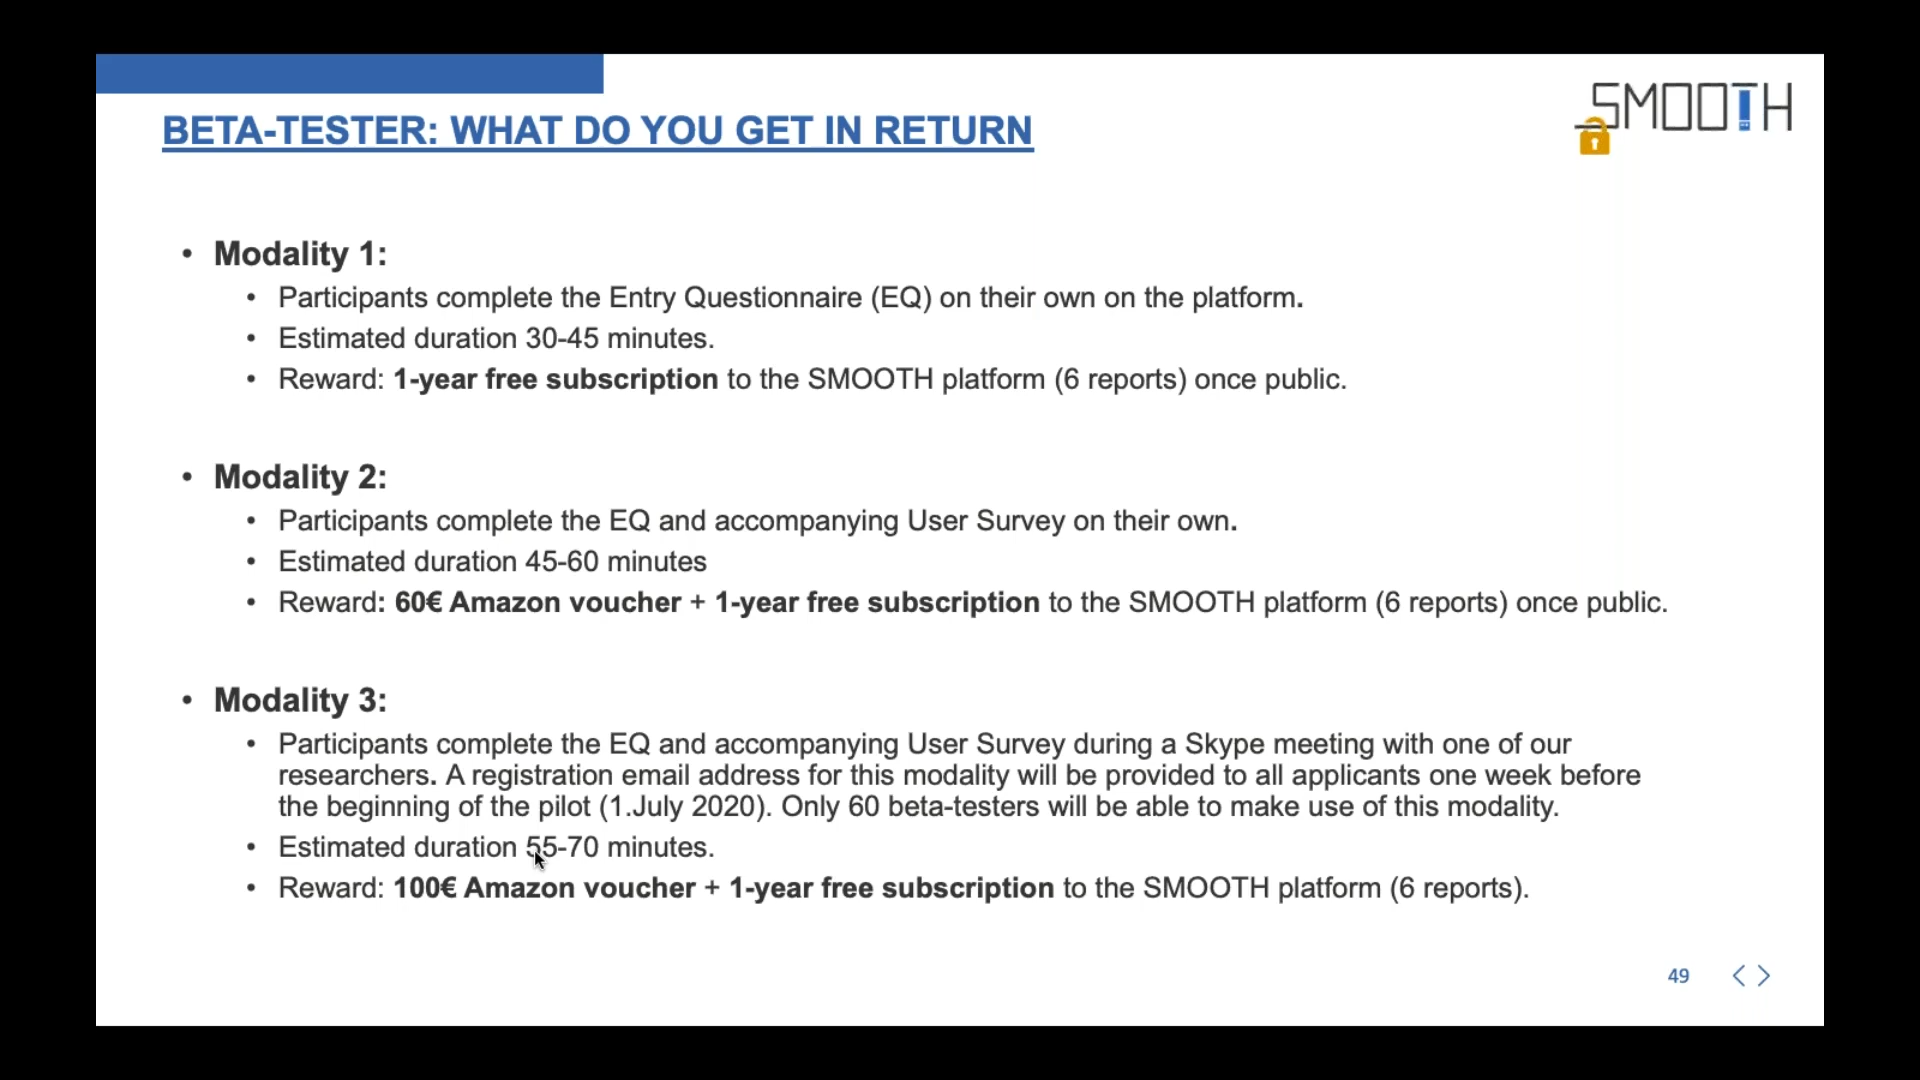 SMOOTH
BETA-TESTER: WHAT DO YOU GET IN RETURN
• Modality 1:
• Participants complete the Entry Questionnaire (EQ) on their own on the platform.
• Estimated duration 30-45 minutes.
• Reward: 1-year free subscription to the SMOOTH platform (6 reports) once public.
• Modality 2:
• Participants complete the EQ and accompanying User Survey on their own.
• Estimated duration 45-60 minutes
• Reward: 60€ Amazon voucher + 1-year free subscription to the SMOOTH platform (6 reports) once public.
• Modality 3:
• Participants complete the EQ and accompanying User Survey during a Skype meeting with one of our
researchers. A registration email address for this modality will be provided to all applicants one week before
the beginning of the pilot (1.July 2020). Only 60 beta-testers will be able to make use of this modality.
• Estimated duration 55-70 minutes.
• Reward: 100€ Amazon voucher + 1-year free subscription to the SMOOTH platform (6 reports).
49